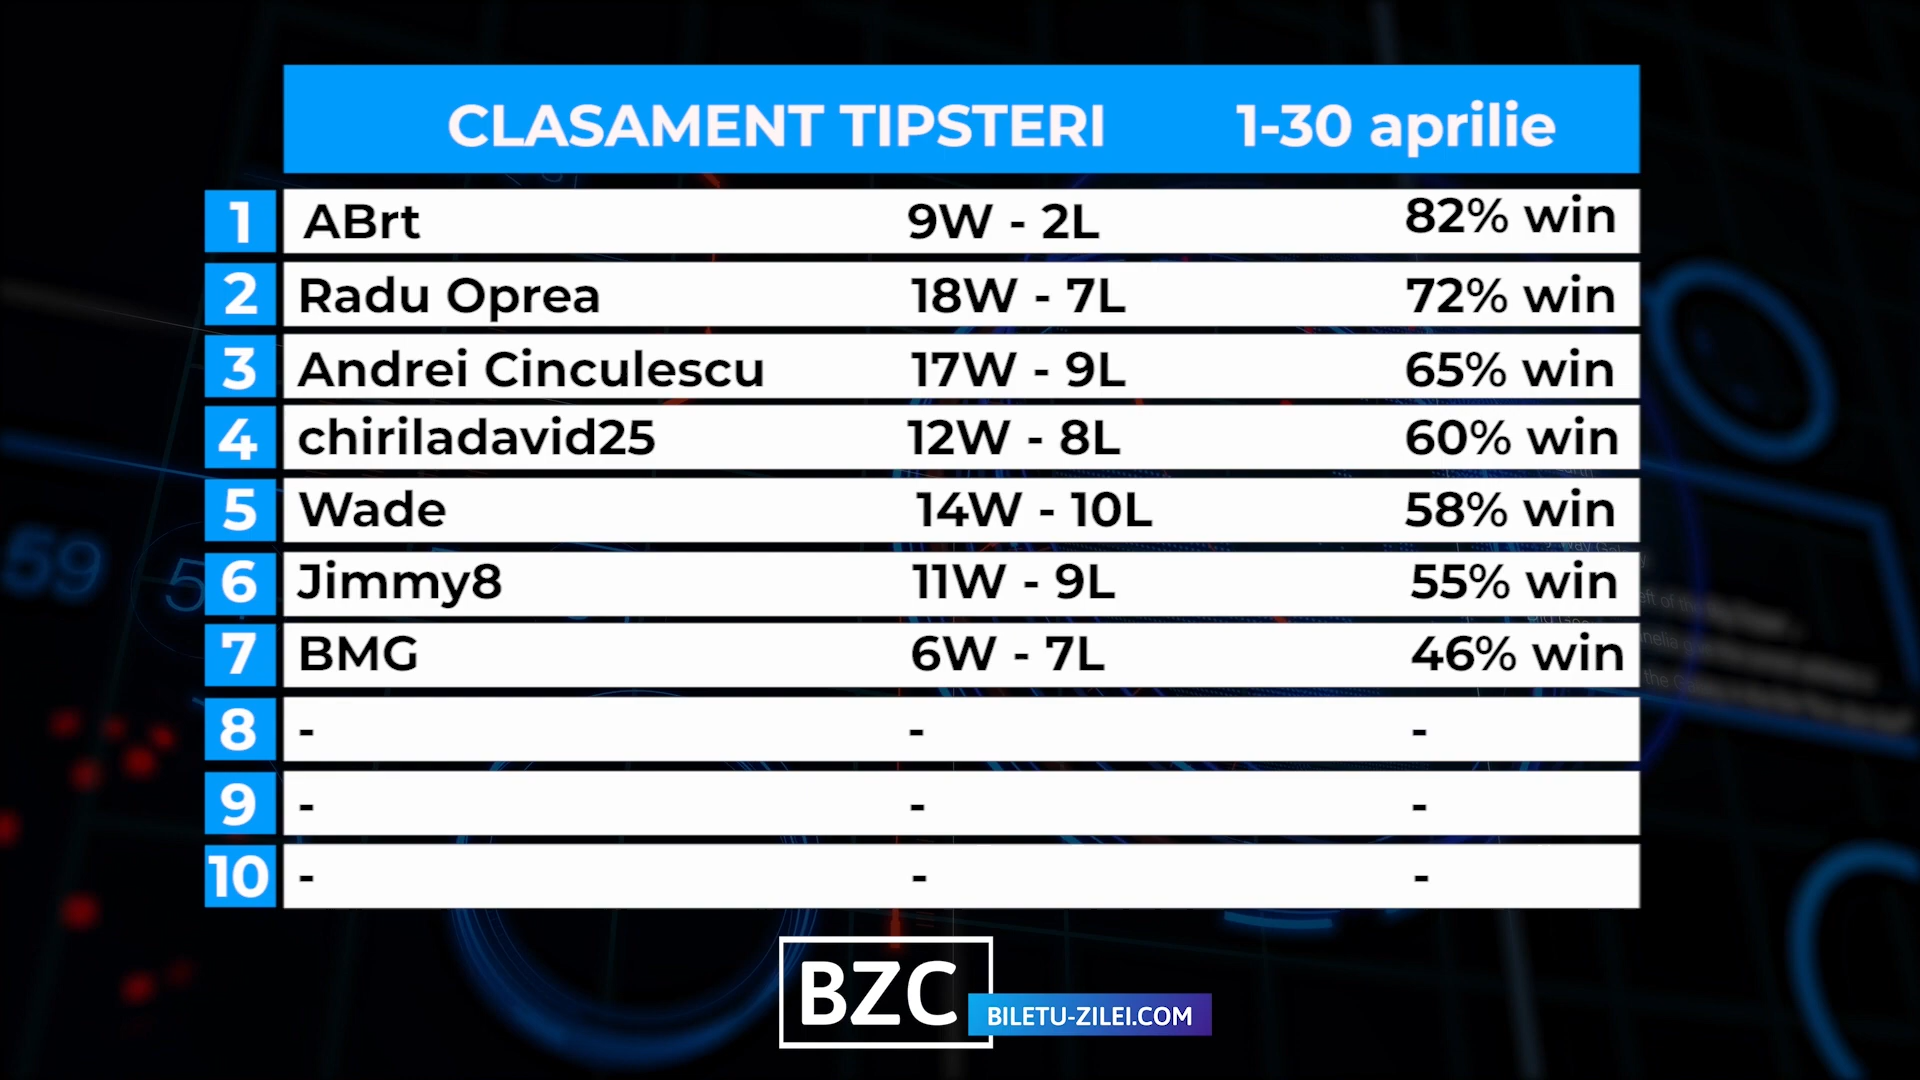 CLASAMENT TIPSTERI 1-30 aprilie
1 ABrt 9W - 2L 82% win
2 Radu Oprea 18W - 7L 72% win
3 Andrei Cinculescu 17W - 9L 65% win
4 chiriladavid25 12W - 8L 60% win
5 Wade 14W - 10L 58% win
6 Jimmy8 11W - 9L 55% win
7 BMG 6W - 7L 46% win
8 - - -
9 - - -
10 - - -
59
BZC
BILETU-ZILEI.COM